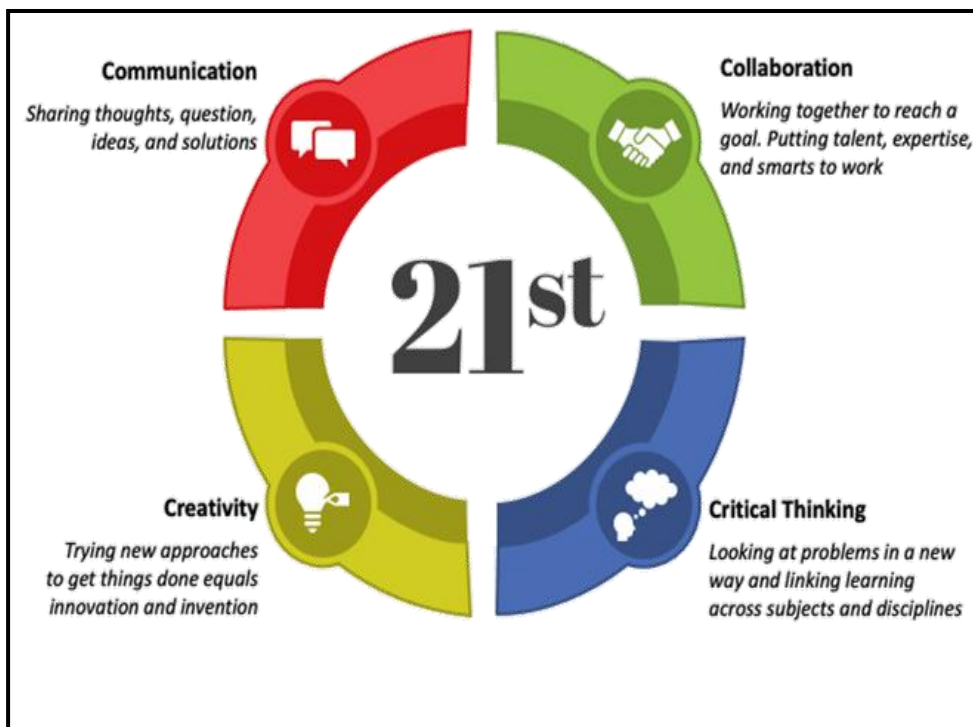 Communication
Sharing thoughts, question,
ideas, and solutions
Collaboration
Working together to reach a
goal. Putting talent, expertise,
and smarts to work
21st
Creativity
Trying new approaches
to get things done equals
innovation and invention
Critical Thinking
Looking at problems in a new
way and linking learning
across subjects and disciplines